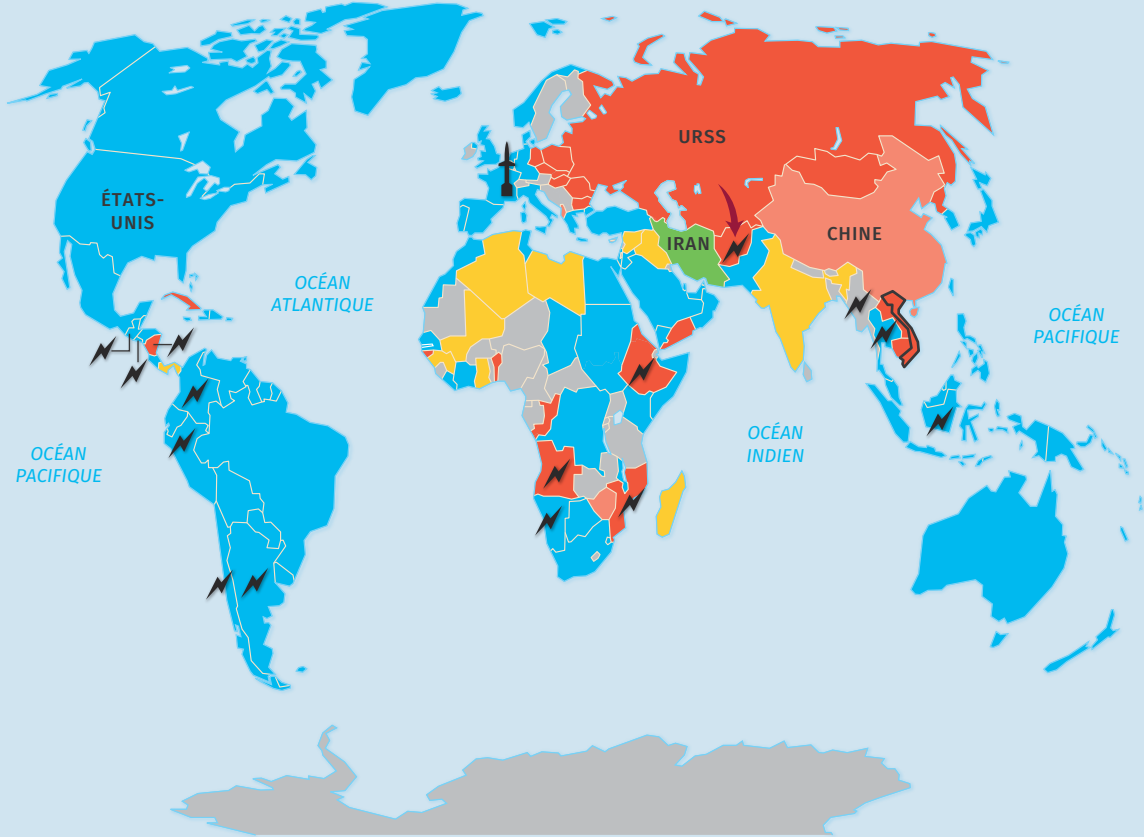 URSS
ÉTATS-
UNIS
IRAN
CHINE
OCÉAN
ATLANTIQUE
OCÉAN
PACIFIQUE
OCÉAN
PACIFIQUE
OCÉAN
INDIEN